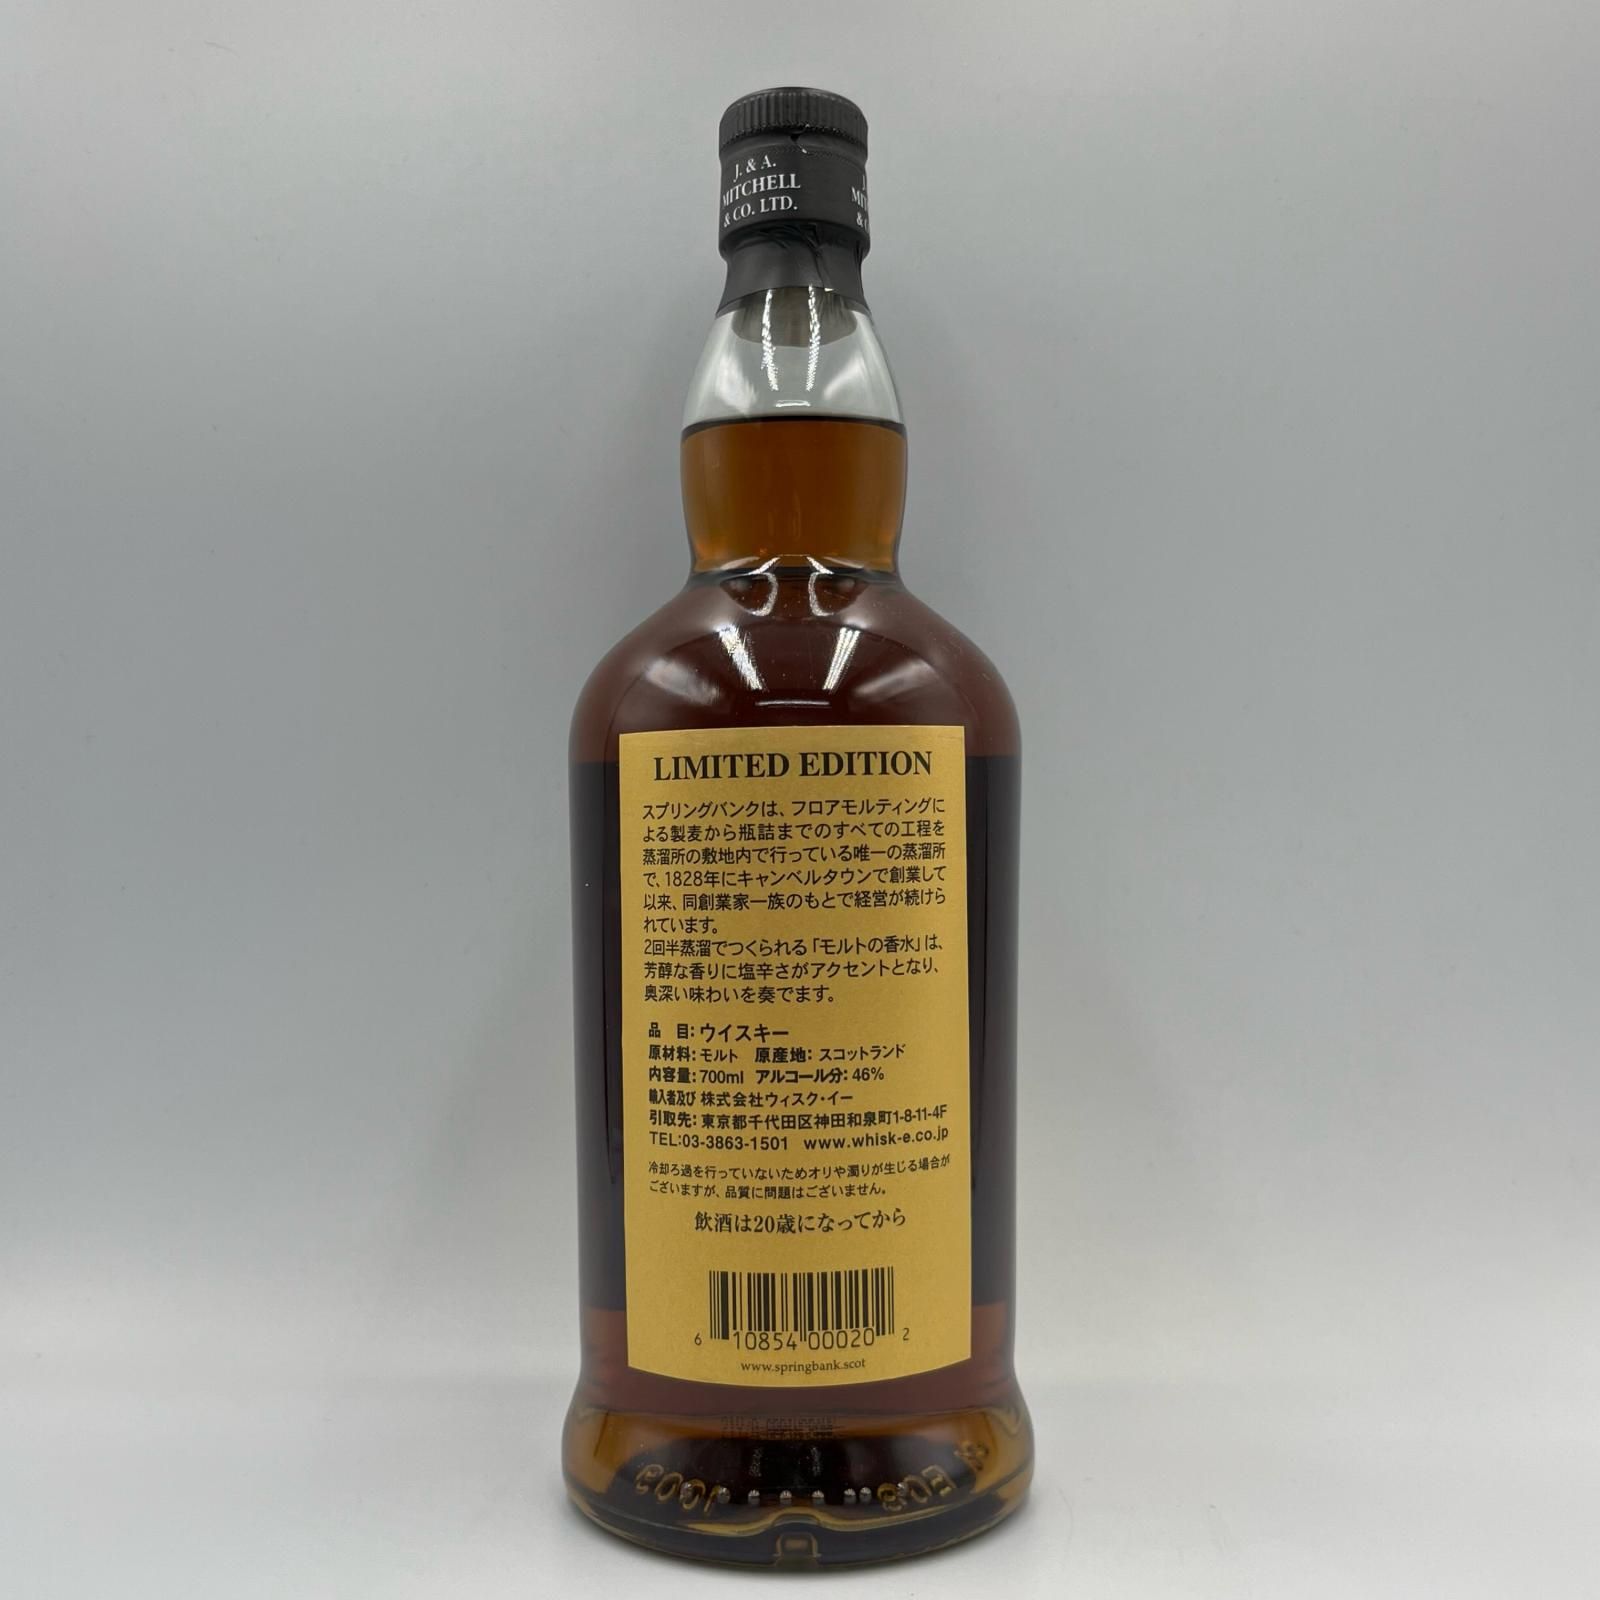 J. & A.
MITCHELL
& CO. LTD.
LIMITED EDITION
スプリングバンクは、フロアモルティングに
よる製麦から瓶詰までのすべての工程を
蒸溜所の敷地内で行っている唯一の蒸溜所
で、1828年にキャンベルタウンで創業して
以来、同創業家一族のもとで経営が続けら
れています。
2回半蒸溜でつくられる「モルトの香水」は、
芳醇な香りに塩辛さがアクセントとなり、
奥深い味わいを奏でます。
品 目：ウイスキー
原材料：モルト 原産地：スコットランド
内容量：700ml アルコール分：46%
輸入者及び 株式会社ウィスク・イー
引取先：東京都千代田区神田和泉町1-8-11-4F
TEL:03-3863-1501 www.whisk-e.co.jp
冷却ろ過を行っていないためオリや濁りが生じる場合が
ございますが、品質に問題はございません。
飲酒は20歳になってから
6 10854 00020 2
www.springbank.scot